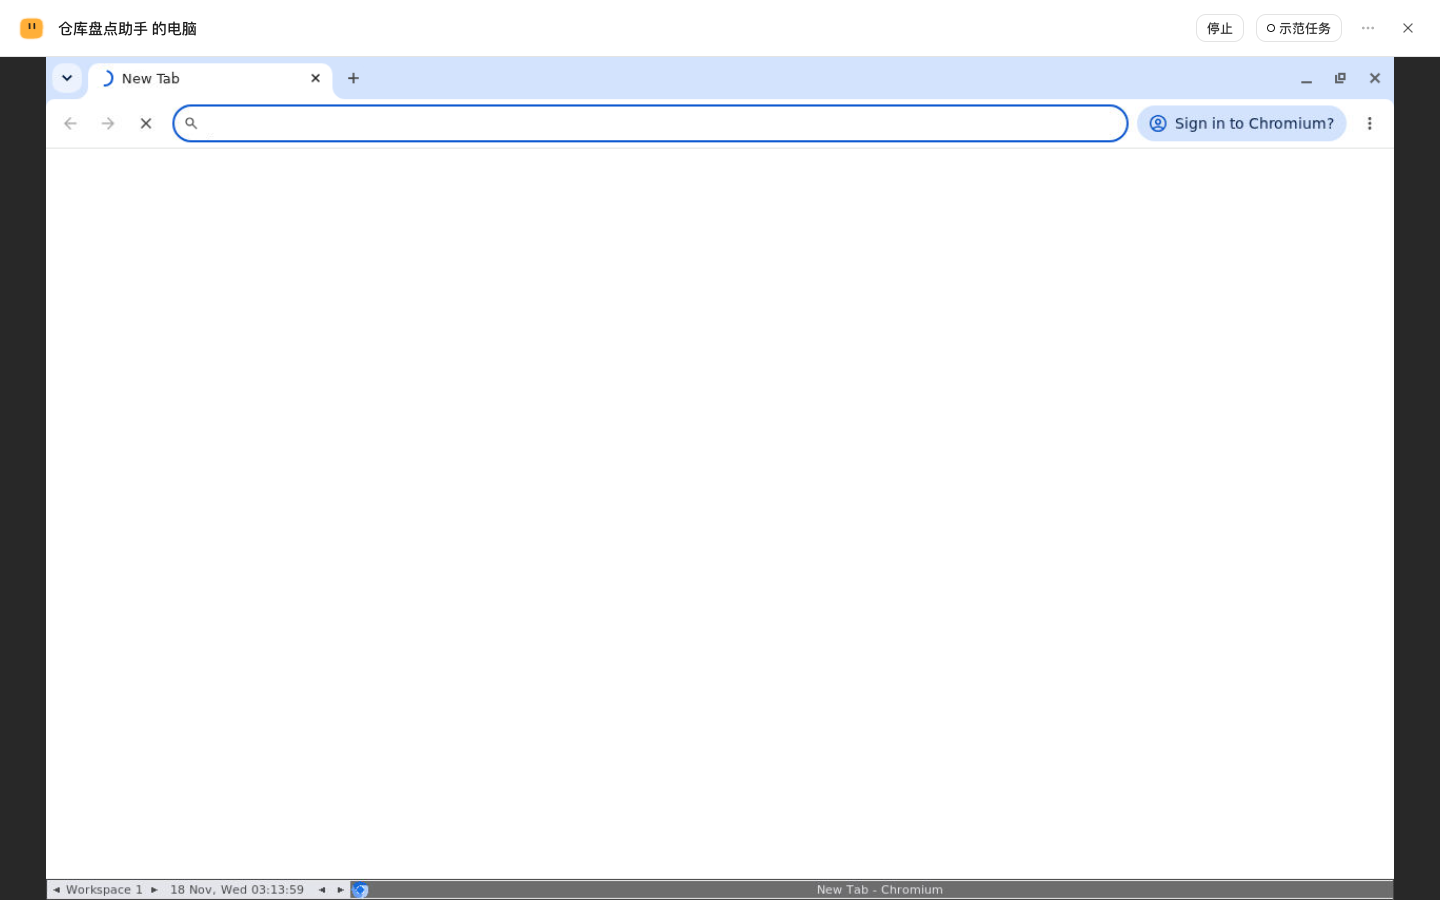 仓库盘点助手 的电脑
停止
示范任务
New Tab
Sign in to Chromium?
Workspace 1
18 Nov, Wed 03:13:59
New Tab - Chromium